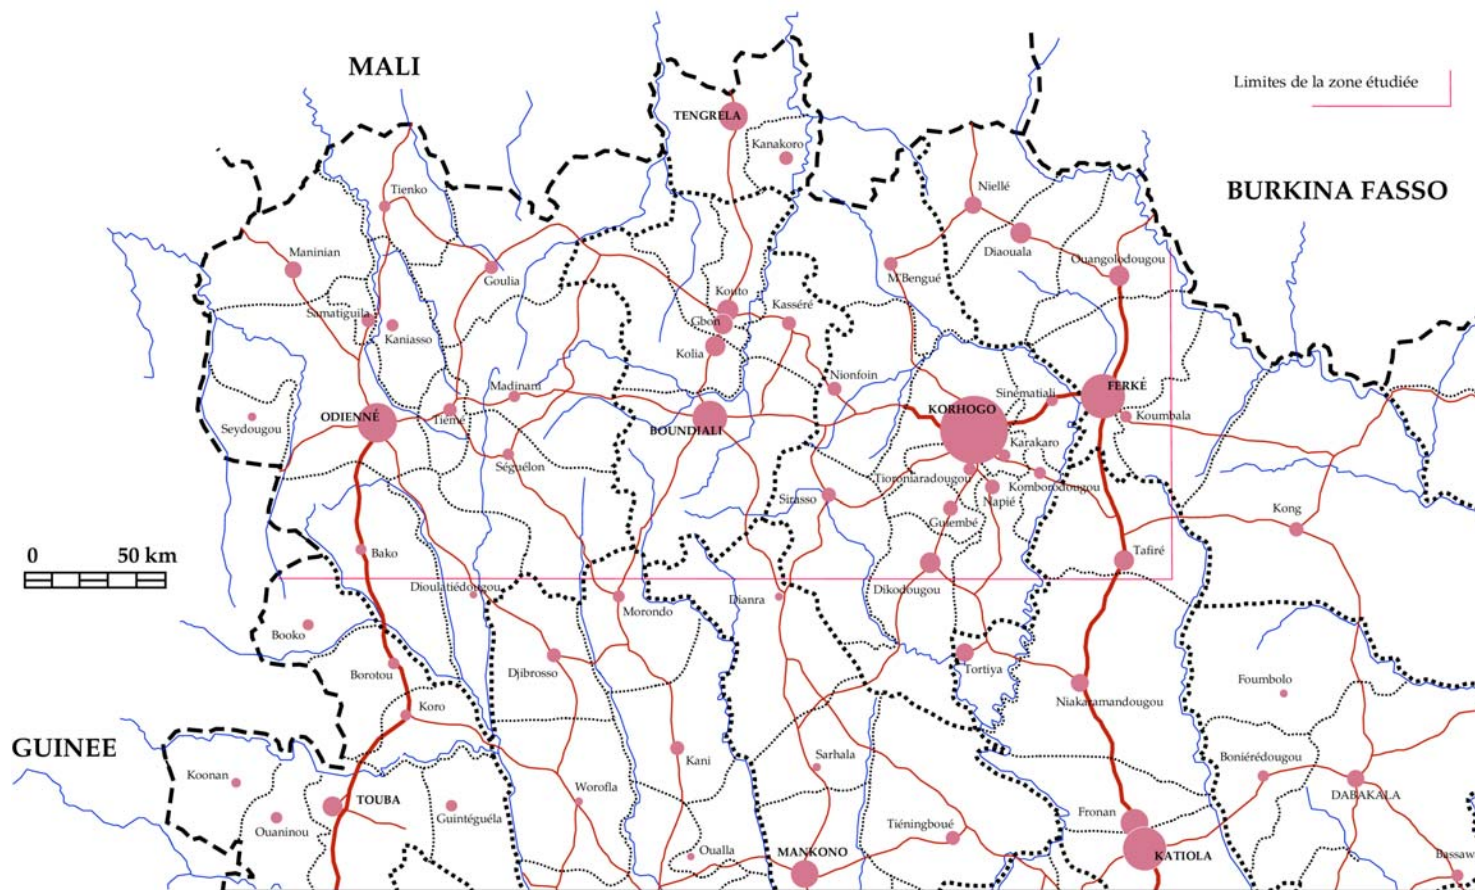 MALI
Limites de la zone étudiée
TENGRELA
Kanakoro
BURKINA FASSO
Tienko
Niellé
Maninian
Diaouala
Ouangolodougou
Goulia
M'Bengué
Kouto
Kasséré
Samatiguila
Gbon
Kaniasso
Kolia
Nionfoin
Sinématiali
FERKÉ
Madinani
KORHOGO
ODIENNÉ
Tiémé
Koumbala
Seydougou
BOUNDIALI
Karakaro
Séguélon
Tioroniaradougou
Komborodougou
Sirasso
Napié
Kong
Guiembé
0 50 km
Bako
Tafiré
Dioulatiédougou
Dikodougou
Dianra
Morondo
Booko
Borotou
Djibrosso
Tortiya
Foumbolo
Niakaramandougou
Koro
GUINEE
Koonan
Kani
Sarhala
Boniérédougou
Worofla
DABAKALA
TOUBA
Guintéguéla
Fronan
Ouaninou
Tiéningboué
Oualla
MANKONO
KATIOLA
Bassaw